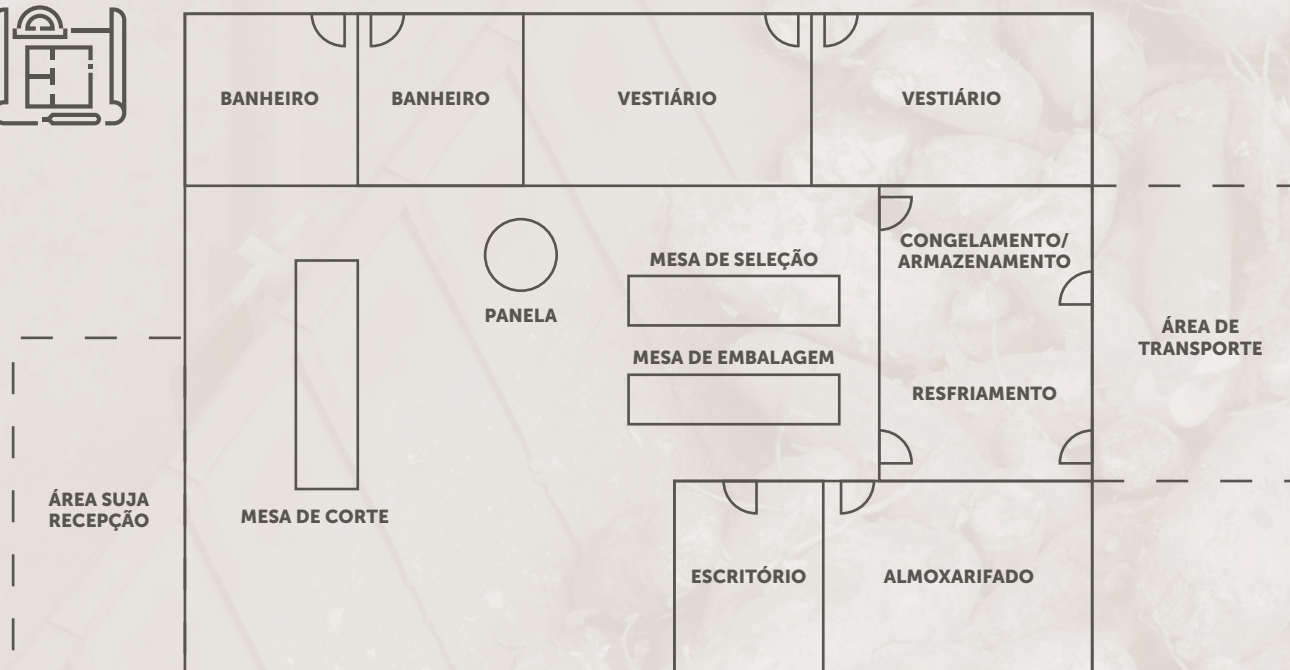 BANHEIRO
BANHEIRO
VESTIÁRIO
VESTIÁRIO
CONGELAMENTO/
ARMAZENAMENTO
MESA DE SELEÇÃO
PANELA
ÁREA DE
TRANSPORTE
MESA DE EMBALAGEM
RESFRIAMENTO
ÁREA SUJA
RECEPÇÃO
MESA DE CORTE
ESCRITÓRIO
ALMOXARIFADO